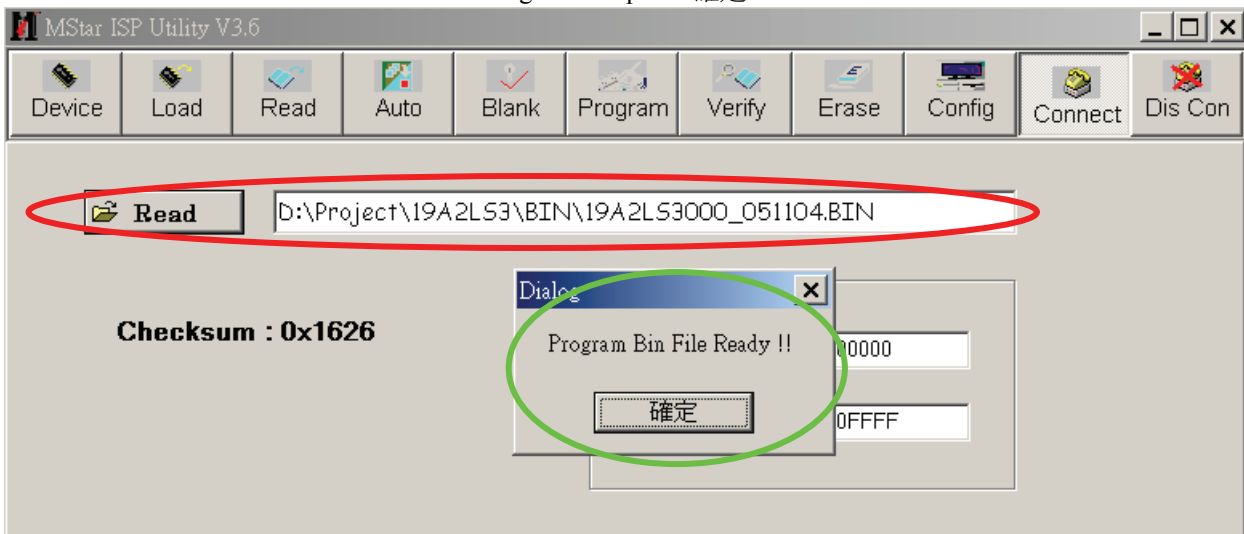 MStar ISP Utility V3.6
Device Load Read Auto Blank Program Verify Erase Config Connect Dis Con
Read D:\Project\19A2LS3\BIN\19A2LS3000_051104.BIN
Dialog
Checksum : 0x1626
Program Bin File Ready !!
00000
確定
0FFFF